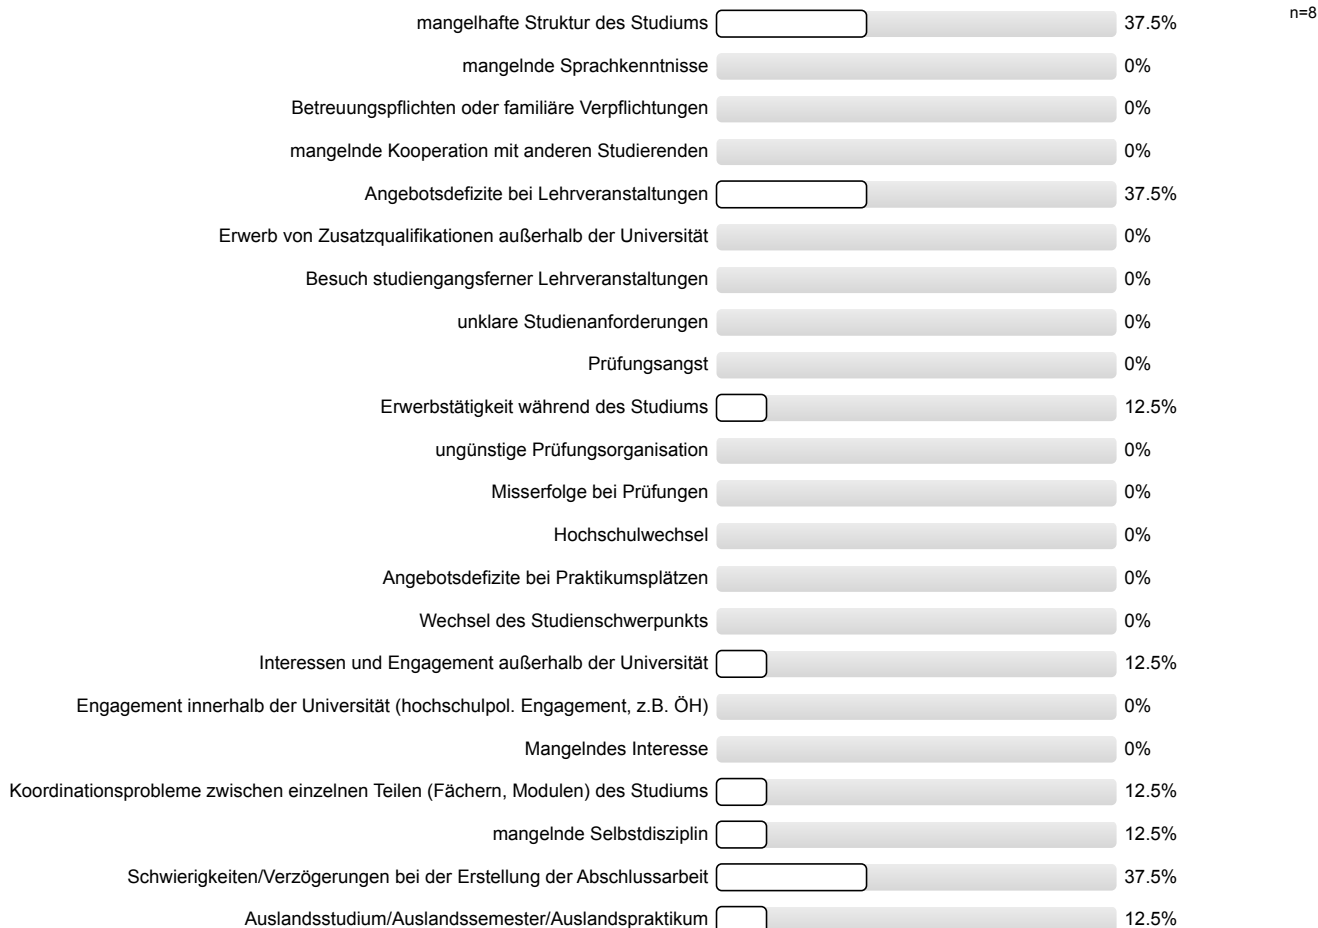 mangelhafte Struktur des Studiums 37.5% n=8
mangelnde Sprachkenntnisse 0%
Betreuungspflichten oder familiäre Verpflichtungen 0%
mangelnde Kooperation mit anderen Studierenden 0%
Angebotsdefizite bei Lehrveranstaltungen 37.5%
Erwerb von Zusatzqualifikationen außerhalb der Universität 0%
Besuch studiengangsferner Lehrveranstaltungen 0%
unklare Studienanforderungen 0%
Prüfungsangst 0%
Erwerbstätigkeit während des Studiums 12.5%
ungünstige Prüfungsorganisation 0%
Misserfolge bei Prüfungen 0%
Hochschulwechsel 0%
Angebotsdefizite bei Praktikumsplätzen 0%
Wechsel des Studienschwerpunkts 0%
Interessen und Engagement außerhalb der Universität 12.5%
Engagement innerhalb der Universität (hochschulpol. Engagement, z.B. ÖH) 0%
Mangelndes Interesse 0%
Koordinationsprobleme zwischen einzelnen Teilen (Fächern, Modulen) des Studiums 12.5%
mangelnde Selbstdisziplin 12.5%
Schwierigkeiten/Verzögerungen bei der Erstellung der Abschlussarbeit 37.5%
Auslandsstudium/Auslandssemester/Auslandspraktikum 12.5%